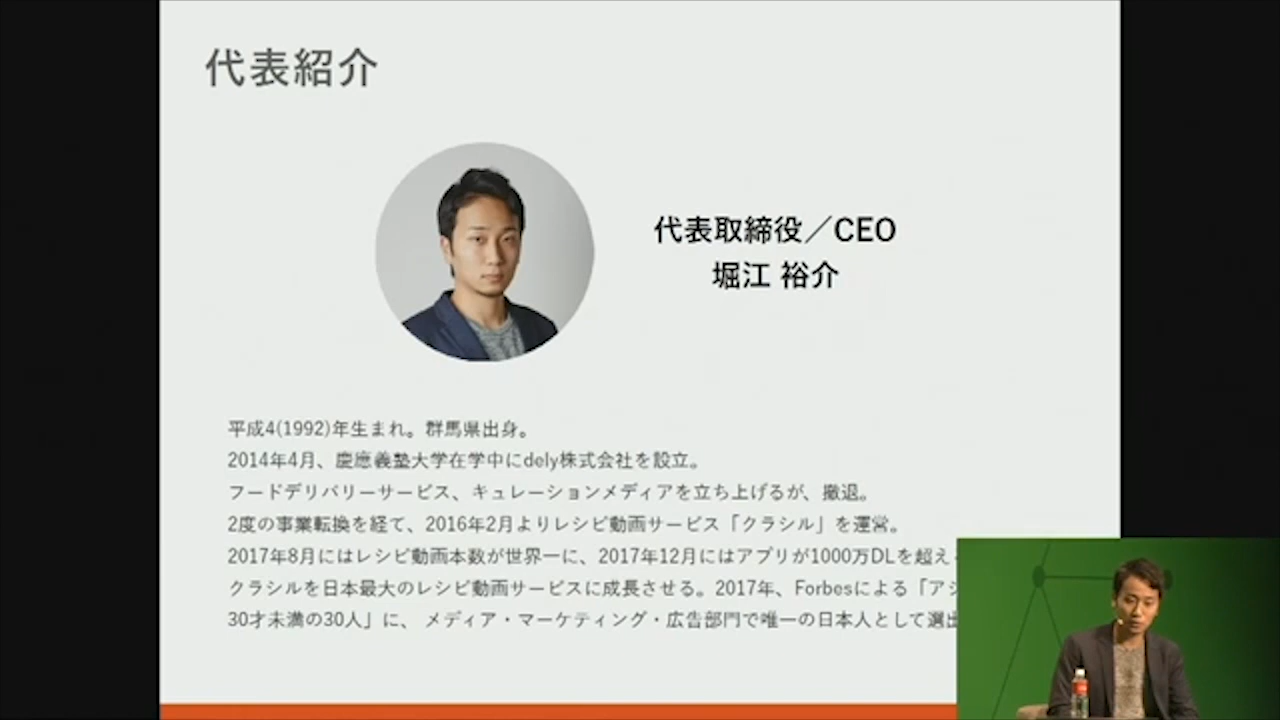 代表紹介
代表取締役／CEO
堀江 裕介
平成4(1992)年生まれ。群馬県出身。
2014年4月、慶應義塾大学在学中にdely株式会社を設立。
フードデリバリーサービス、キュレーションメディアを立ち上げるが、撤退。
2度の事業転換を経て、2016年2月よりレシピ動画サービス「クラシル」を運営。
2017年8月にはレシピ動画本数が世界一に、2017年12月にはアプリが1000万DLを超え
クラシルを日本最大のレシピ動画サービスに成長させる。2017年、Forbesによる「アジ
30才未満の30人」に、 メディア・マーケティング・広告部門で唯一の日本人として選出